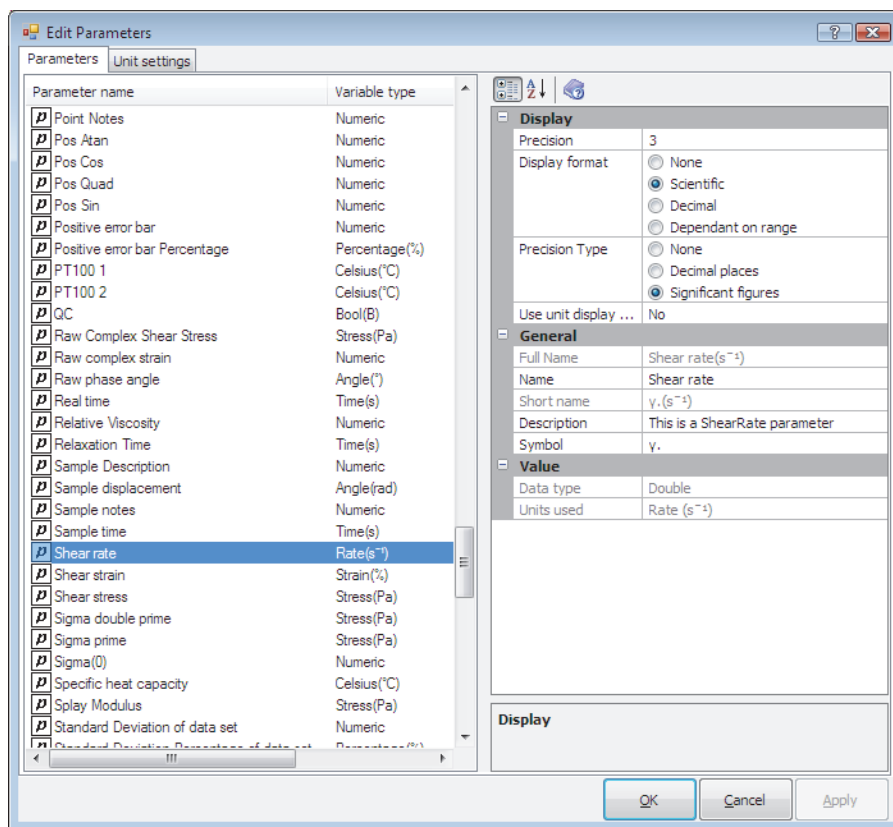 Edit Parameters
Parameters Unit settings
Parameter name Variable type
Point Notes Numeric
Pos Atan Numeric
Pos Cos Numeric
Pos Quad Numeric
Pos Sin Numeric
Positive error bar Numeric
Positive error bar Percentage Percentage(%)
PT100 1 Celsius(°C)
PT100 2 Celsius(°C)
QC Bool(B)
Raw Complex Shear Stress Stress(Pa)
Raw complex strain Numeric
Raw phase angle Angle(°)
Real time Time(s)
Relative Viscosity Numeric
Relaxation Time Time(s)
Sample Description Numeric
Sample displacement Angle(rad)
Sample notes Numeric
Sample time Time(s)
Shear rate Rate(s⁻¹)
Shear strain Strain(%)
Shear stress Stress(Pa)
Sigma double prime Stress(Pa)
Sigma prime Stress(Pa)
Sigma(0) Numeric
Specific heat capacity Celsius(°C)
Splay Modulus Stress(Pa)
Standard Deviation of data set Numeric
Standard Deviation Percentage of data set Percentage(%)
Display
Precision 3
Display format None
Scientific
Decimal
Dependant on range
Precision Type None
Decimal places
Significant figures
Use unit display ... No
General
Full Name Shear rate(s⁻¹)
Name Shear rate
Short name γ.(s⁻¹)
Description This is a ShearRate parameter
Symbol γ.
Value
Data type Double
Units used Rate (s⁻¹)
Display
OK Cancel Apply